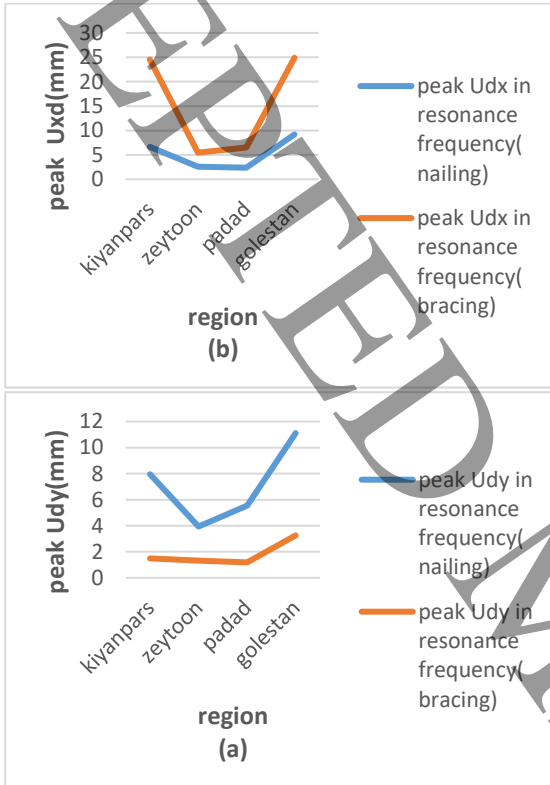 30
25
20
15
10
5
0
peak Uxd(mm)
kiyanpars
zeytoon
padad
golestan
region
(b)
peak Udx in
resonance
frequency(
nailing)
peak Udx in
resonance
frequency(
bracing)
12
10
8
6
4
2
0
peak Udy(mm)
kiyanpars
zeytoon
padad
golestan
region
(a)
peak Udy in
resonance
frequency(
nailing)
peak Udy in
resonance
frequency(
bracing)
EPTED M